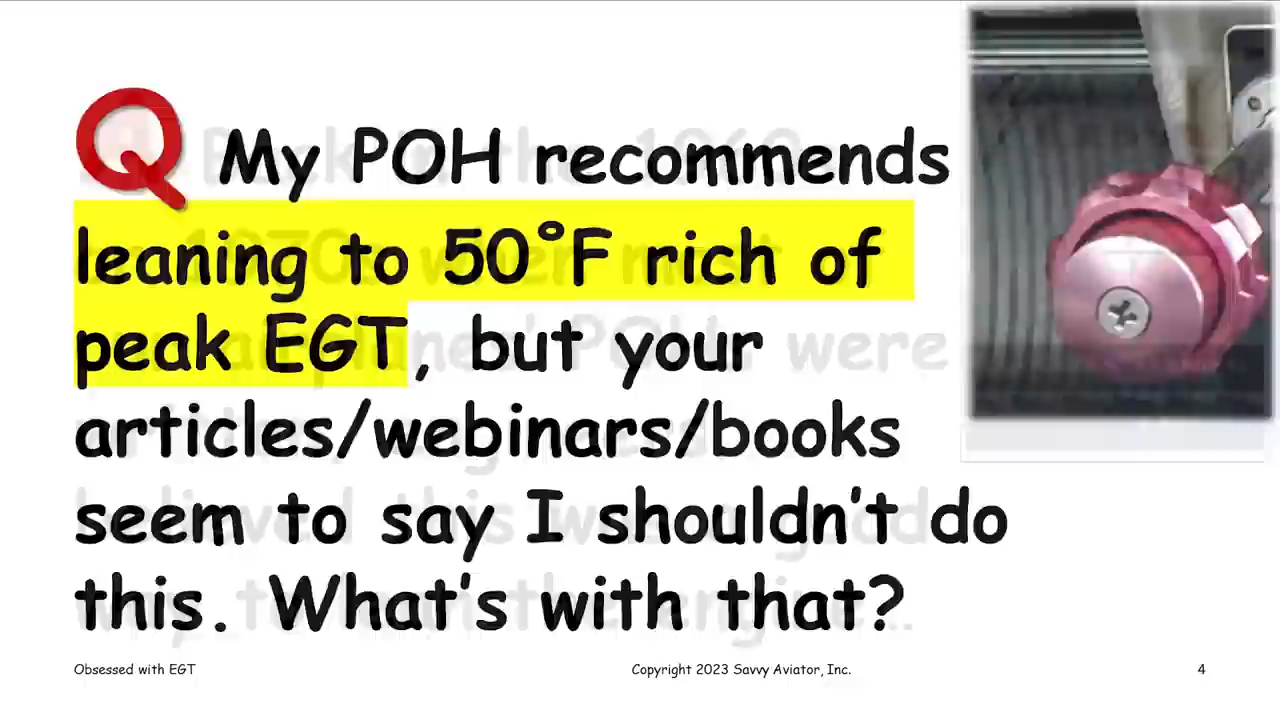 Q My POH recommends
leaning to 50°F rich of
peak EGT, but your
articles/webinars/books
seem to say I shouldn't do
this. What's with that?
Obsessed with EGT
Copyright 2023 Savvy Aviator, Inc.
4